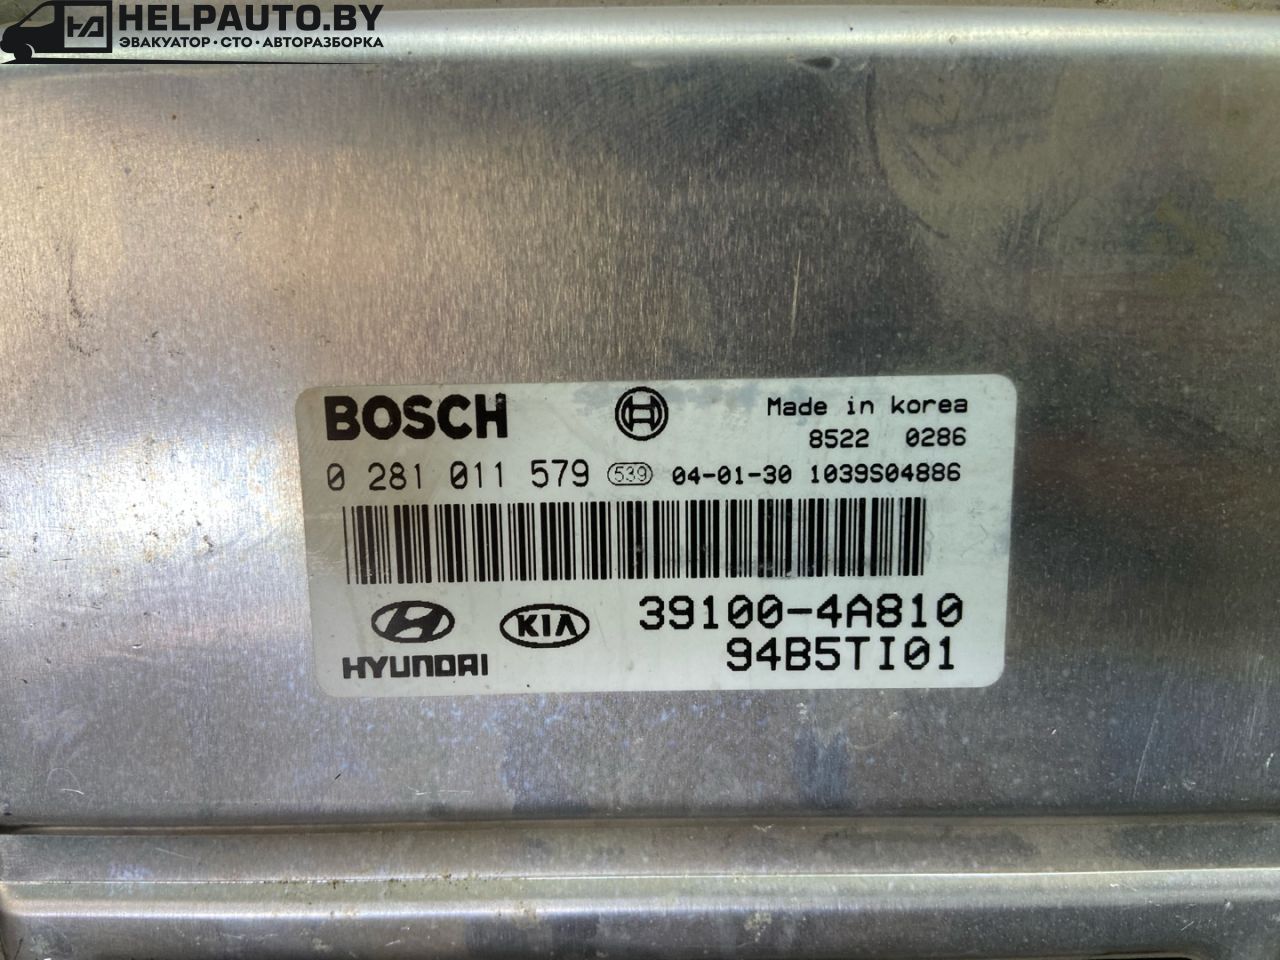 HELPAUTO.BY
ЭВАКУАТОР•СТО•АВТОРАЗБОРКА
BOSCH
Made in korea
8522 0286
0 281 011 579 539 04-01-30 1039S04886
HYUNDAI KIA 39100-4A810
94B5TI01